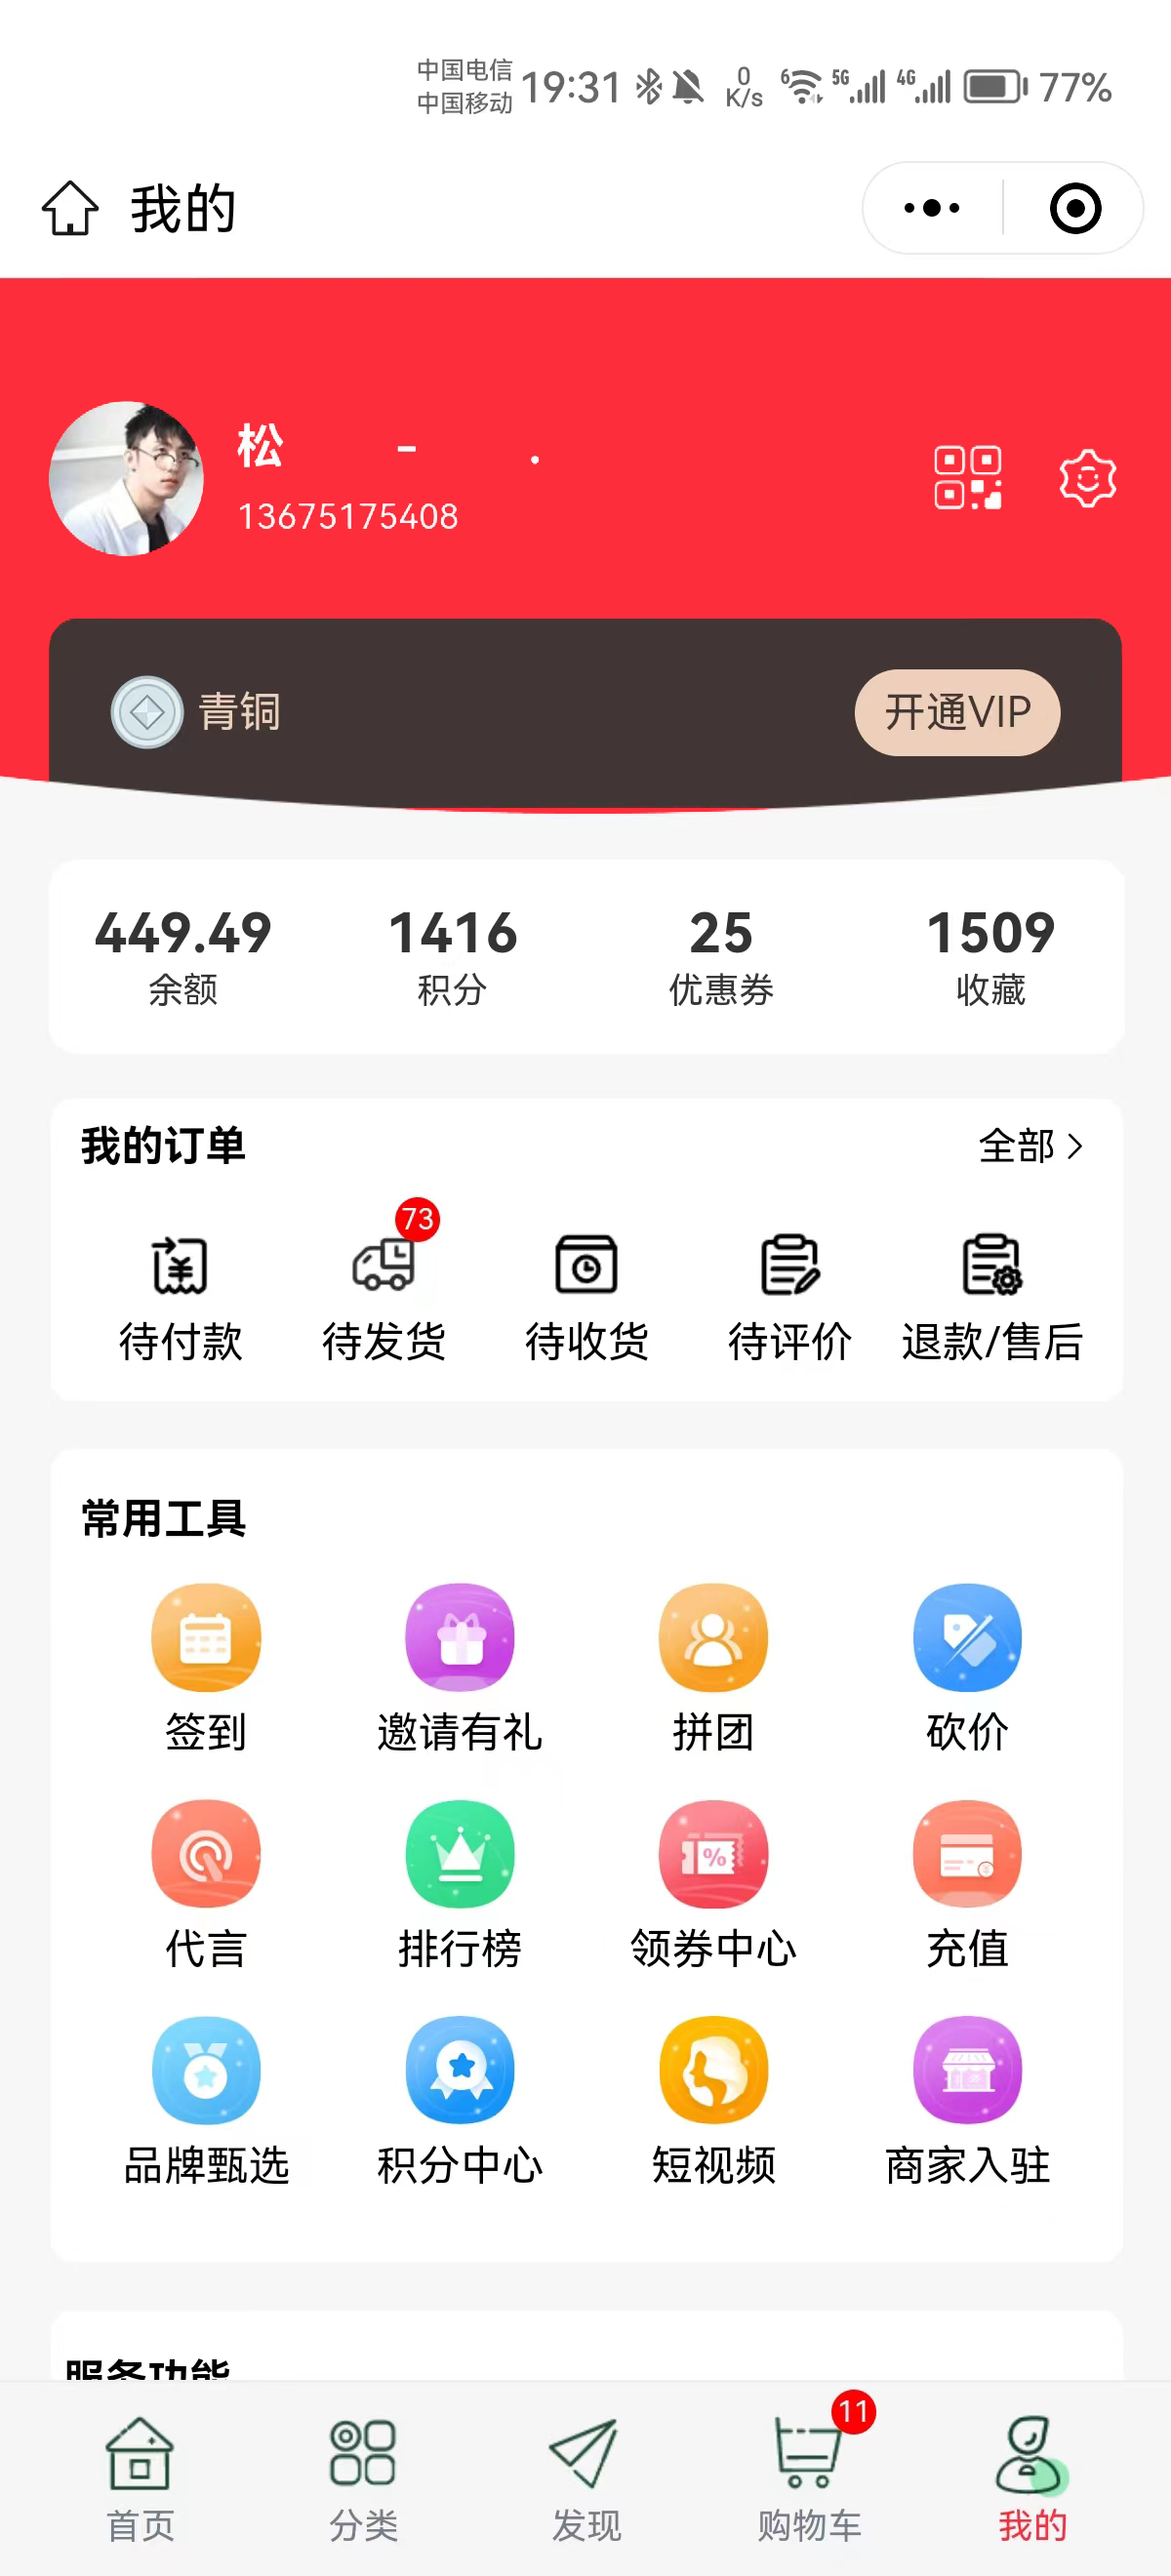 中国电信
中国移动
19:31
0
K/s
6
5G
4G
77%
我的
松 - .
13675175408
青铜
开通VIP
449.49 1416 25 1509
余额 积分 优惠券 收藏
我的订单 全部
73
待付款 待发货 待收货 待评价 退款/售后
常用工具
签到 邀请有礼 拼团 砍价
代言 排行榜 领券中心 充值
品牌甄选 积分中心 短视频 商家入驻
服务功能
11
首页 分类 发现 购物车 我的